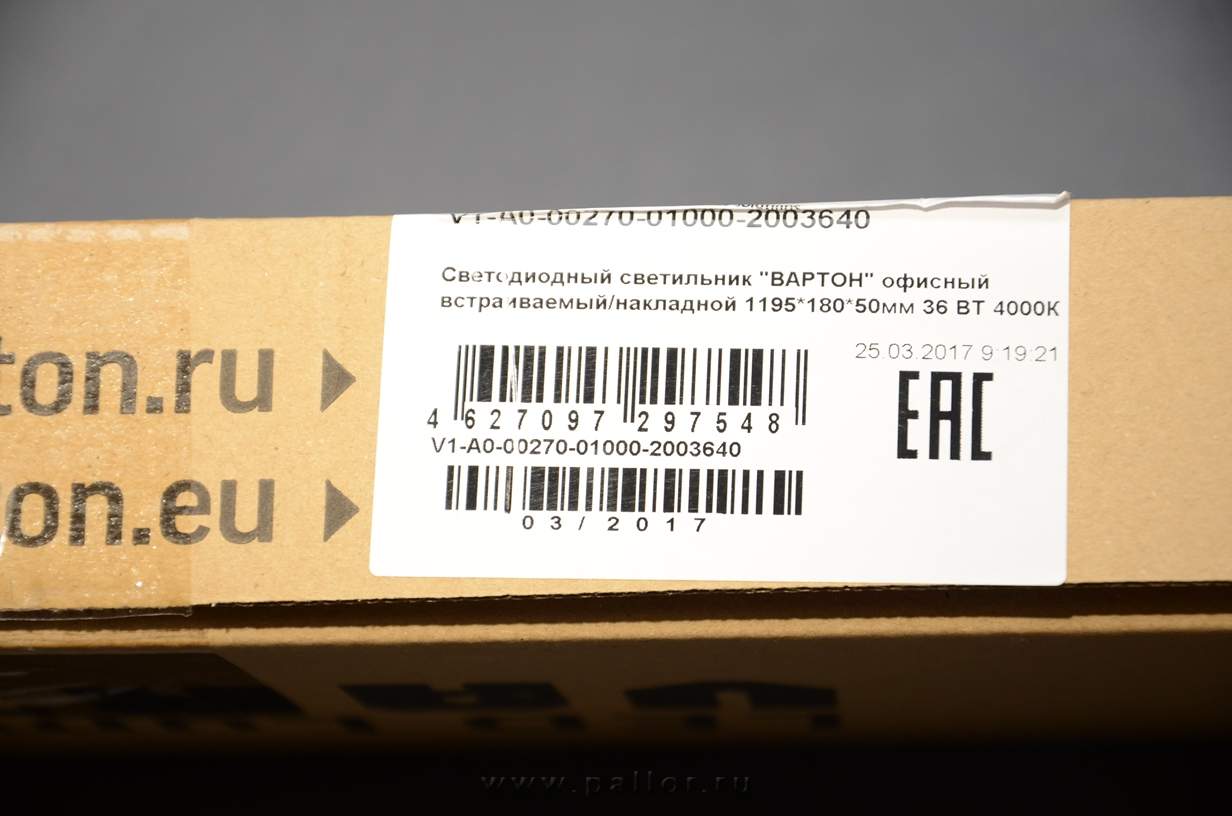 V1-A0-00270-01000-2003640
Светодиодный светильник "ВАРТОН" офисный
встраиваемый/накладной 1195*180*50мм 36 ВТ 4000К
25.03.2017 9:19:21
4 627097 297548
EAC
V1-A0-00270-01000-2003640
03/2017
ton.ru
ron.eu
www.pallor.ru